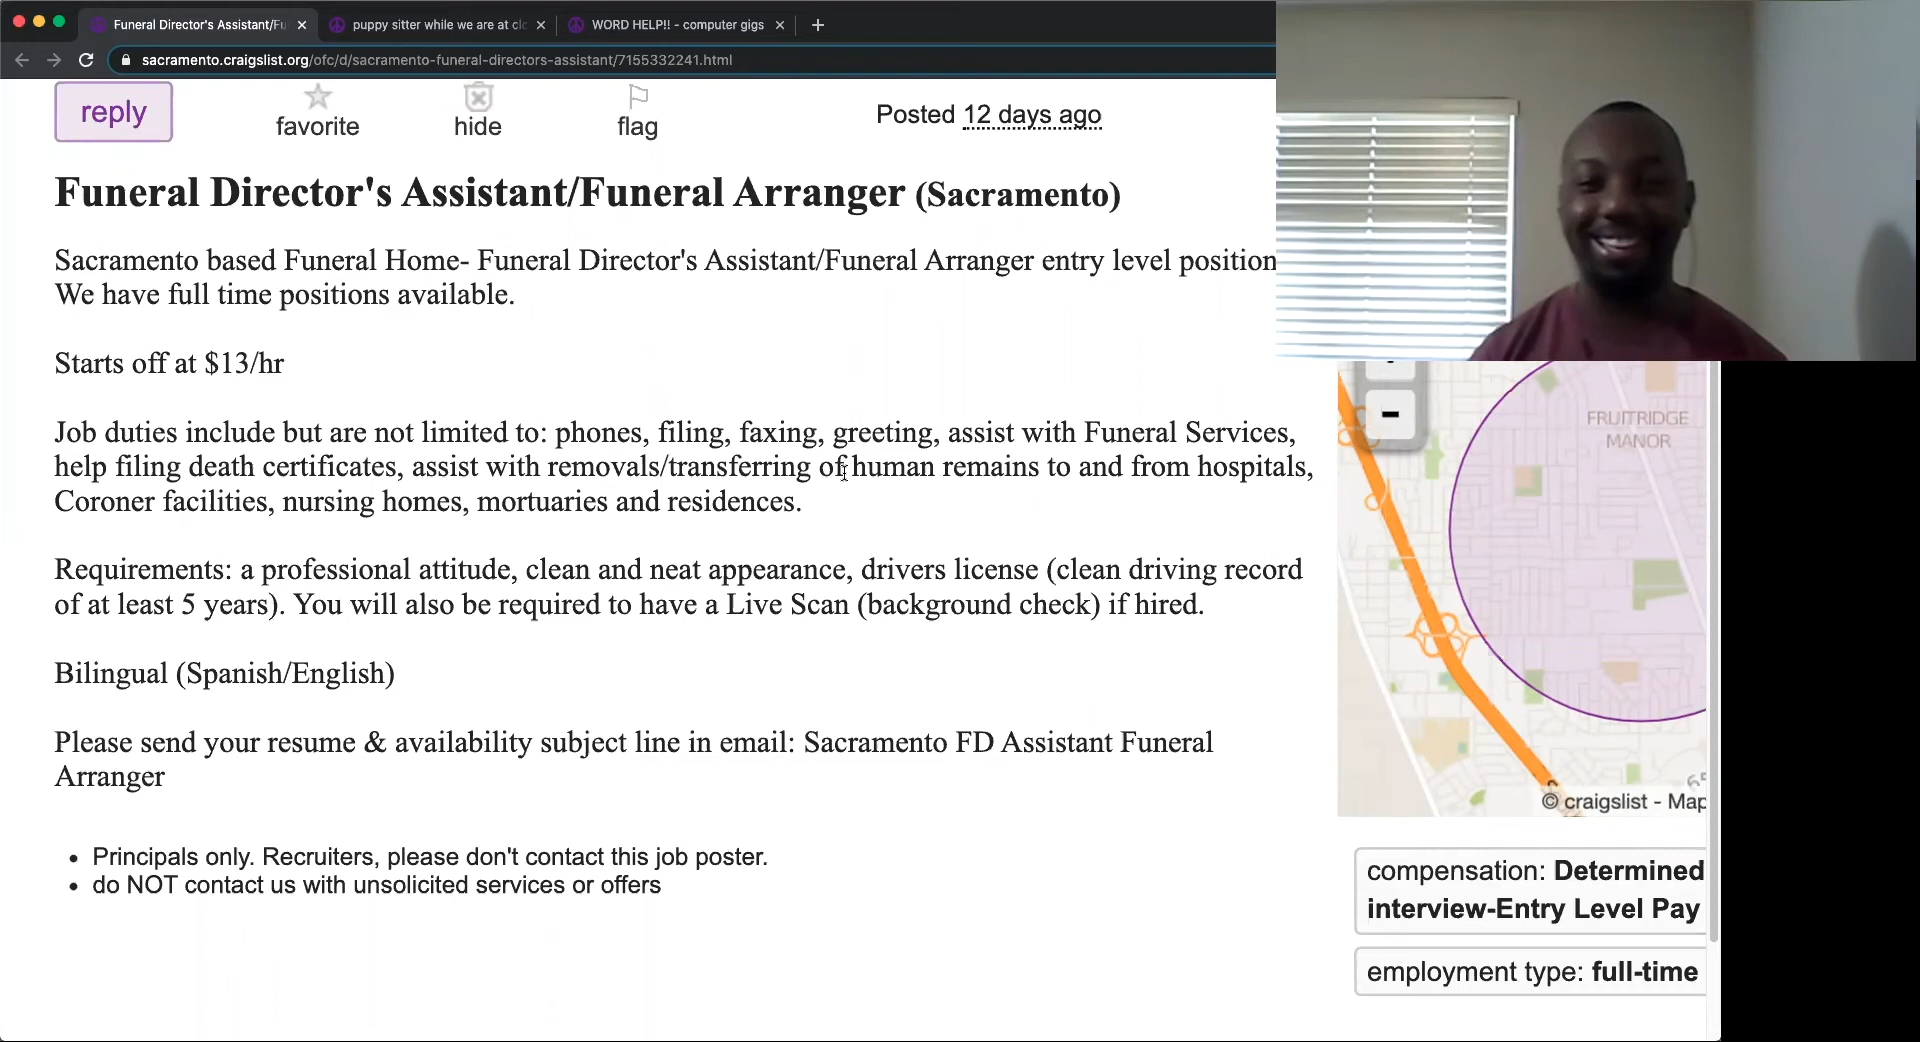 Funeral Director's Assistant/Fu
puppy sitter while we are at clo
WORD HELP!! - computer gigs
sacramento.craigslist.org/ofc/d/sacramento-funeral-directors-assistant/7155332241.html
reply
favorite
hide
flag
Posted 12 days ago
Funeral Director's Assistant/Funeral Arranger (Sacramento)
Sacramento based Funeral Home- Funeral Director's Assistant/Funeral Arranger entry level position
We have full time positions available.
Starts off at $13/hr
Job duties include but are not limited to: phones, filing, faxing, greeting, assist with Funeral Services,
help filing death certificates, assist with removals/transferring of human remains to and from hospitals,
Coroner facilities, nursing homes, mortuaries and residences.
Requirements: a professional attitude, clean and neat appearance, drivers license (clean driving record
of at least 5 years). You will also be required to have a Live Scan (background check) if hired.
Bilingual (Spanish/English)
Please send your resume & availability subject line in email: Sacramento FD Assistant Funeral
Arranger
• Principals only. Recruiters, please don't contact this job poster.
• do NOT contact us with unsolicited services or offers
-
FRUITRIDGE
MANOR
© craigslist - Map
compensation: Determined
interview-Entry Level Pay
employment type: full-time